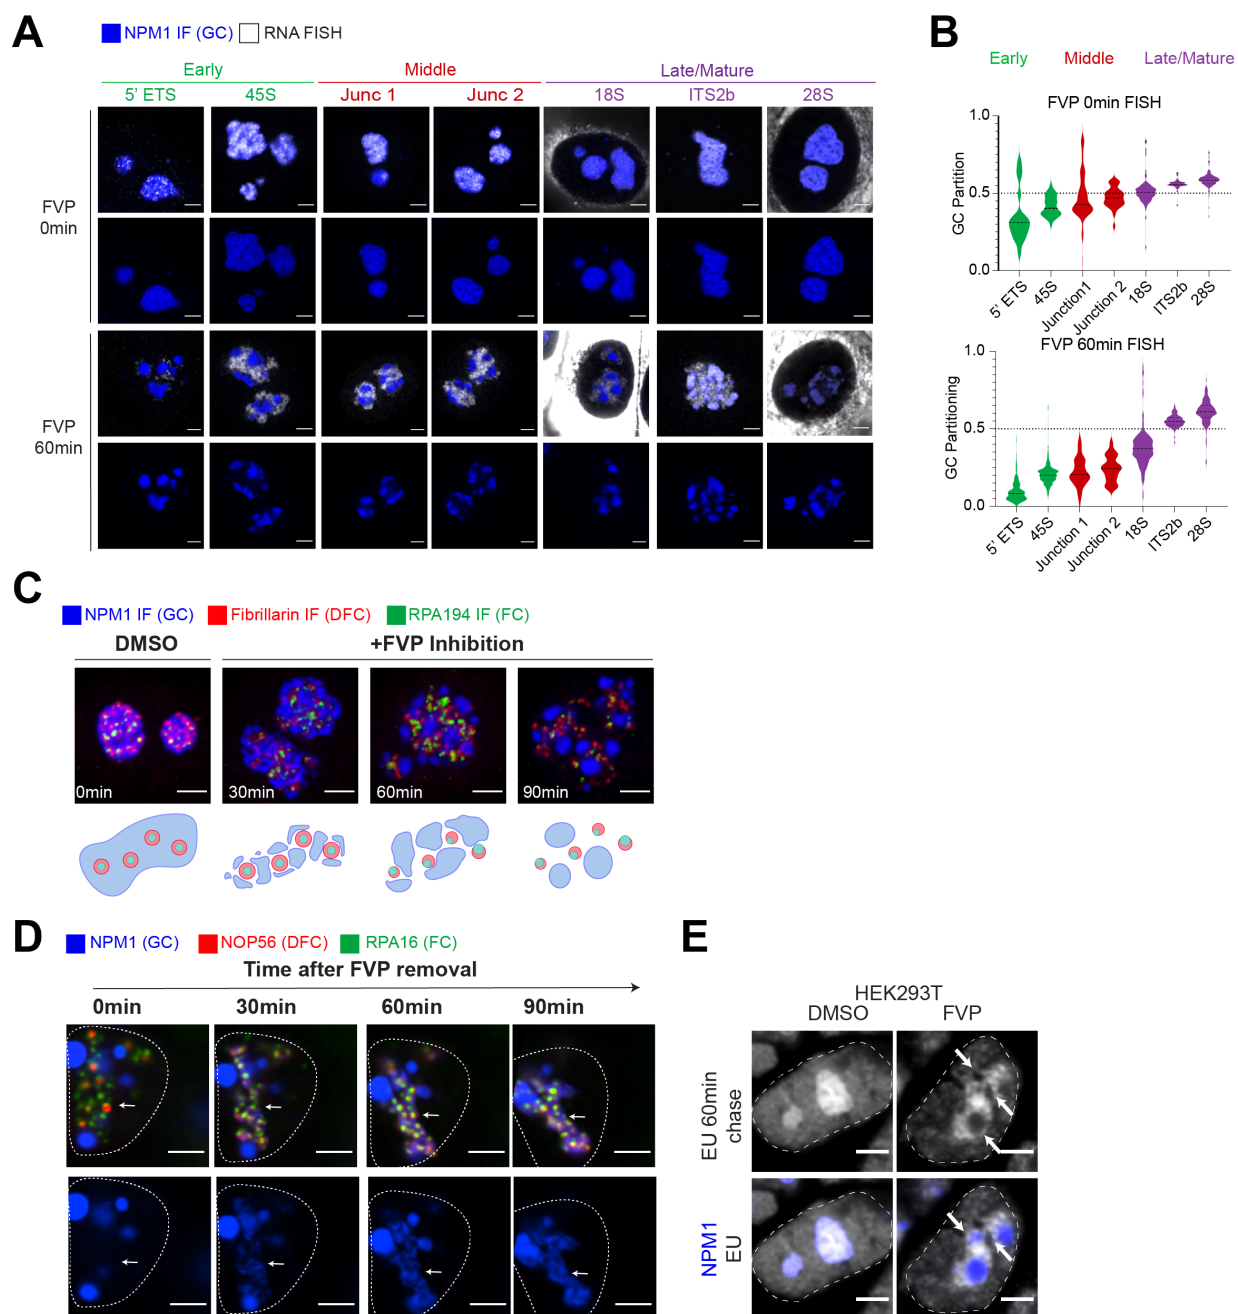 A
NPM1 IF (GC) RNA FISH
Early Middle Late/Mature
5' ETS 45S Junc 1 Junc 2 18S ITS2b 28S
FVP
0min
FVP
60min
B
Early Middle Late/Mature
FVP 0min FISH
GC Partition
1.0
0.5
0.0
5' ETS 45S Junction1 Junction 2 18S ITS2b 28S
FVP 60min FISH
GC Partitioning
1.0
0.5
0.0
5' ETS 45S Junction 1 Junction 2 18S ITS2b 28S
C
NPM1 IF (GC) Fibrillarin IF (DFC) RPA194 IF (FC)
DMSO +FVP Inhibition
0min 30min 60min 90min
D
NPM1 (GC) NOP56 (DFC) RPA16 (FC)
Time after FVP removal
0min 30min 60min 90min
E
HEK293T
DMSO FVP
EU 60min
chase
NPM1
EU